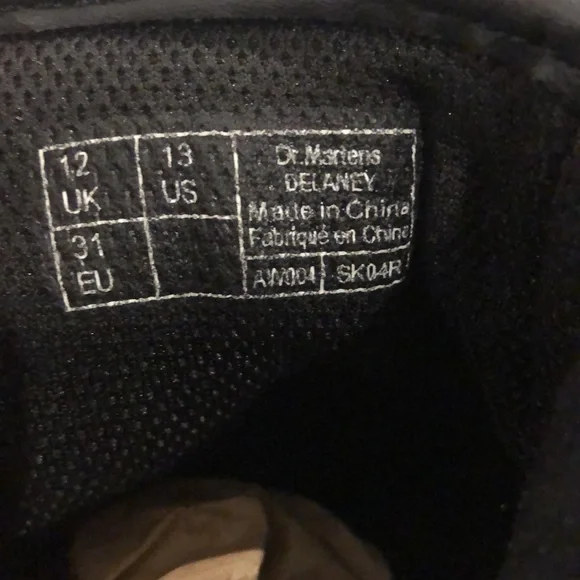 12
UK
13
US
31
EU
Dr. Martens
DELANEY
Made in China
Fabriqué en Chine
AW004
SK04R